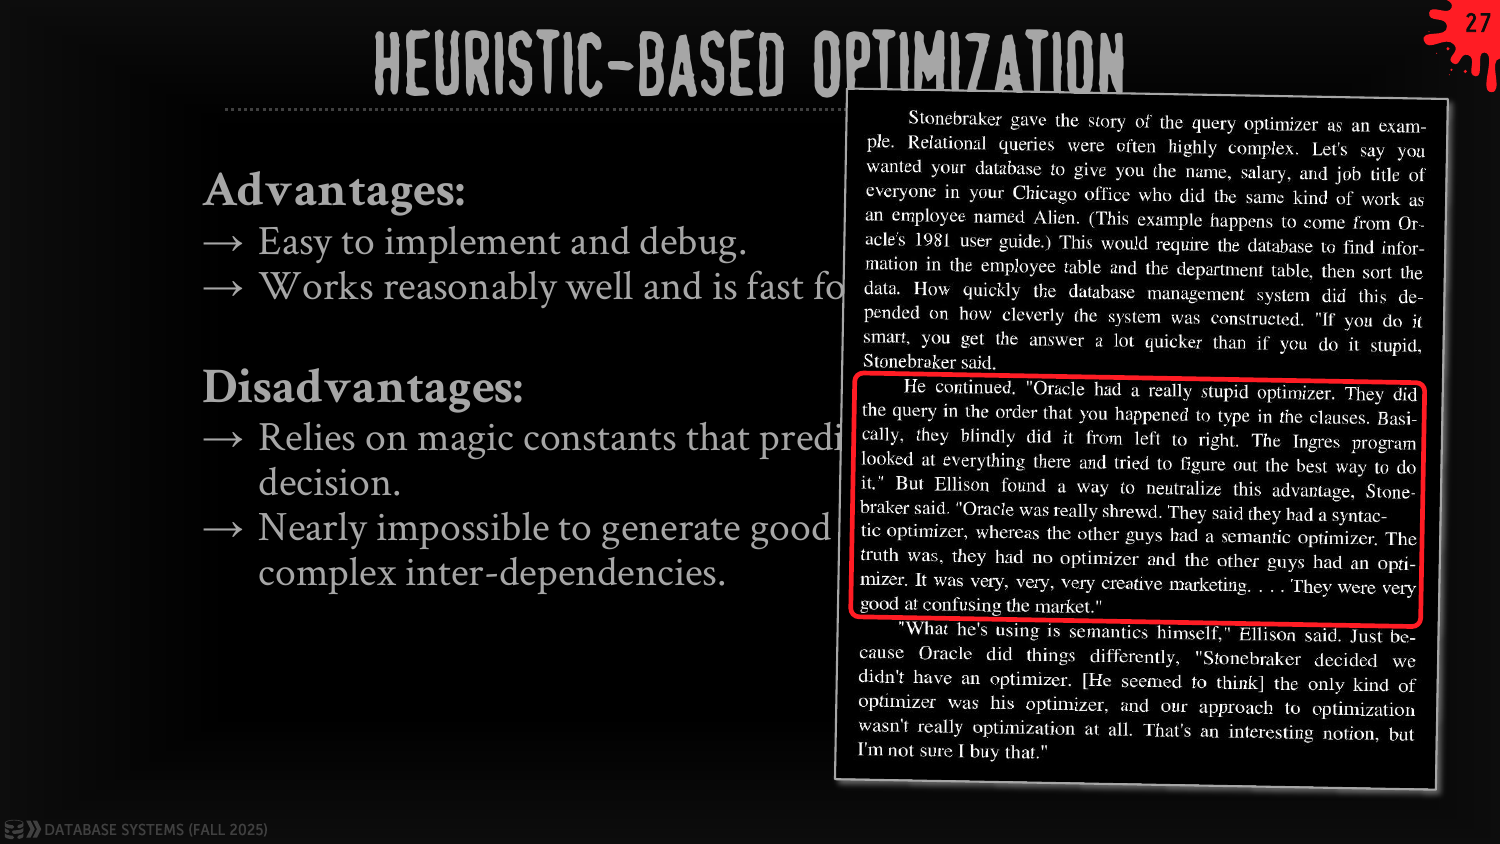 27
HEURISTIC-BASED OPTIMIZATION
Advantages:
→ Easy to implement and debug.
→ Works reasonably well and is fast
Disadvantages:
→ Relies on magic constants that
decision.
→ Nearly impossible to generate good
complex inter-dependencies.
Stonebraker gave the story of the query optimizer as an exam-
ple. Relational queries were often highly complex. Let's say you
wanted your database to give you the name, salary, and job title of
everyone in your Chicago office who did the same kind of work as
an employee named Alien. (This example happens to come from Or-
acle's 1981 user guide.) This would require the database to find infor-
mation in the employee table and the department table, then sort the
data. How quickly the database management system did this de-
pended on how cleverly the system was constructed. "If you do it
smart, you get the answer a lot quicker than if you do it stupid,
Stonebraker said.
He continued. "Oracle had a really stupid optimizer. They did
the query in the order that you happened to type in the clauses. Basi-
cally, they blindly did it from left to right. The Ingres program
looked at everything there and tried to figure out the best way to do
it." But Ellison found a way to neutralize this advantage, Stone-
braker said. "Oracle was really shrewd. They said they had a syntac-
tic optimizer, whereas the other guys had a semantic optimizer. The
truth was, they had no optimizer and the other guys had an opti-
mizer. It was very, very, very creative marketing. . . . They were very
good at confusing the market."
"What he's using is semantics himself," Ellison said. Just be-
cause Oracle did things differently, "Stonebraker decided we
didn't have an optimizer. [He seemed to think] the only kind of
optimizer was his optimizer, and our approach to optimization
wasn't really optimization at all. That's an interesting notion, but
I'm not sure I buy that."
DATABASE SYSTEMS (FALL 2025)